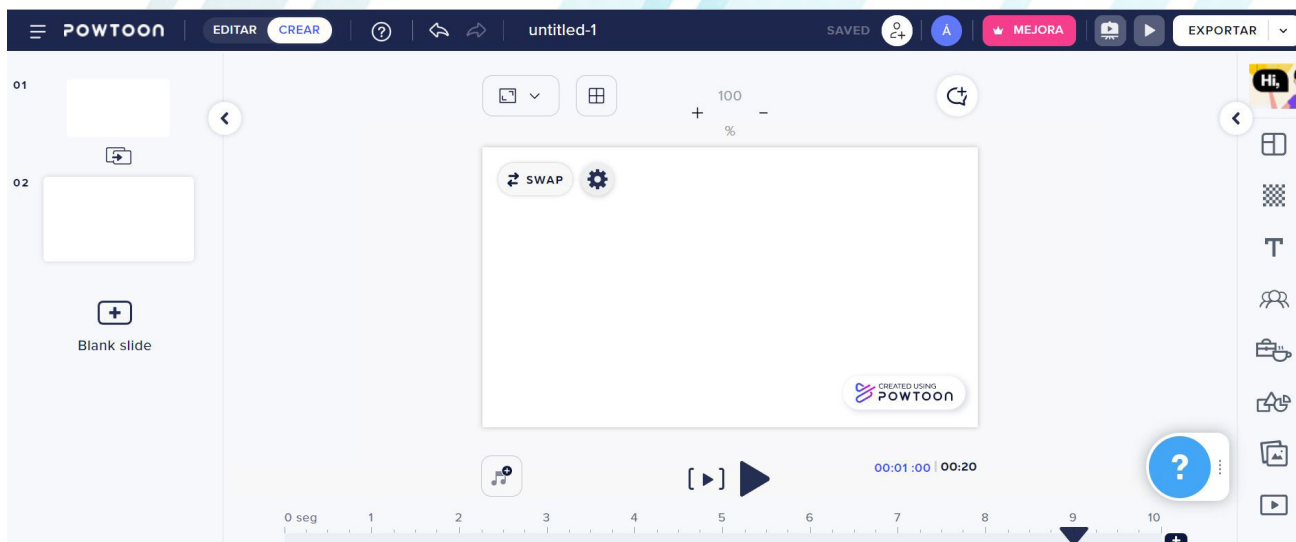 POWTOON EDITAR CREAR ? untitled-1 SAVED Á MEJORA EXPORTAR
01
Hi,
100
+ -
%
02
SWAP
Blank slide
CREATED USING
POWTOON
00:01 :00 00:20
?
0 seg 1 2 3 4 5 6 7 8 9 10